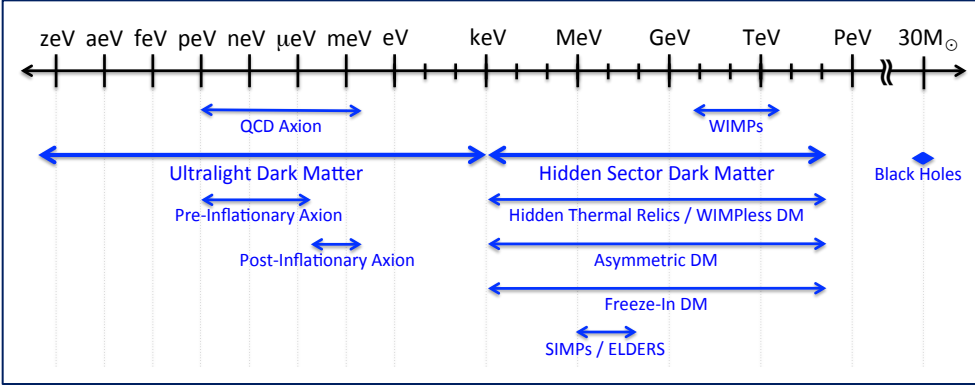 zeV aeV feV peV neV μeV meV eV keV MeV GeV TeV PeV 30M⊙
QCD Axion WIMPs
Ultralight Dark Matter Hidden Sector Dark Matter Black Holes
Pre-Inflationary Axion Hidden Thermal Relics / WIMPless DM
Post-Inflationary Axion Asymmetric DM
Freeze-In DM
SIMPs / ELDERS